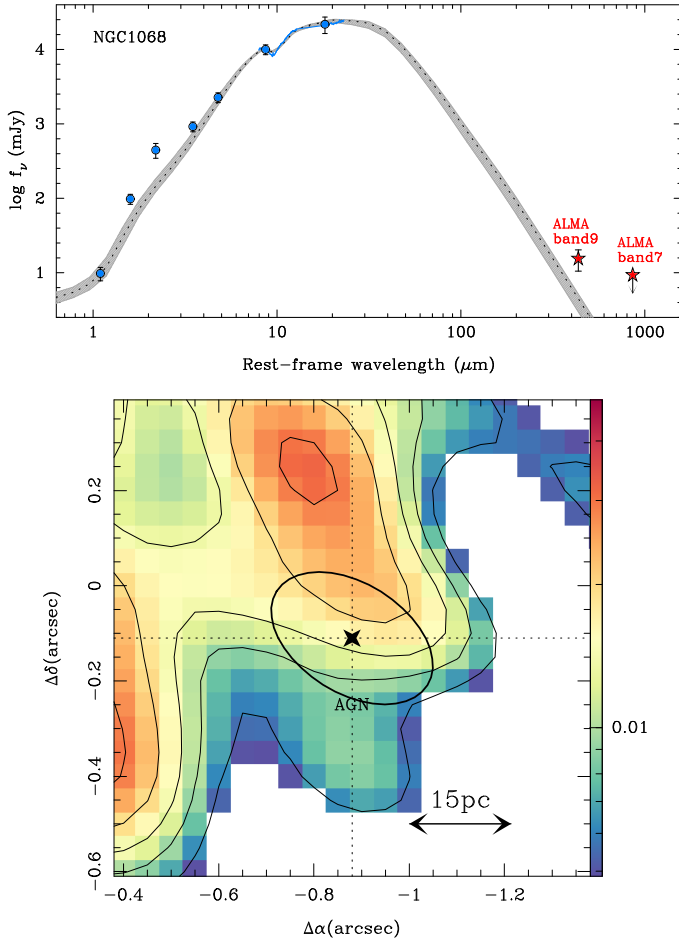 NGC1068
log fν (mJy)
4
3
2
1
ALMA
band9
ALMA
band7
1
10
100
1000
Rest-frame wavelength (μm)
Δδ(arcsec)
0.2
0
−0.2
−0.4
−0.6
AGN
15pc
0.01
−0.4
−0.6
−0.8
−1
−1.2
Δα(arcsec)